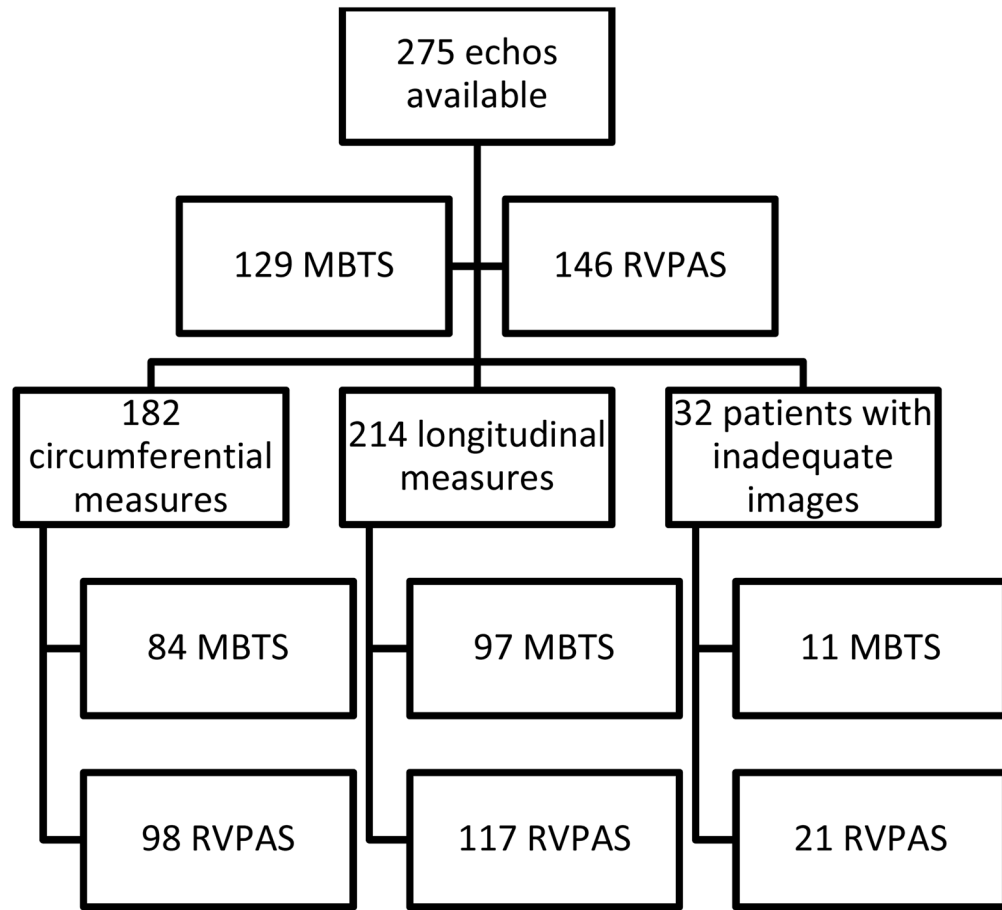 275 echos
available
129 MBTS
146 RVPAS
182
circumferential
measures
214 longitudinal
measures
32 patients with
inadequate
images
84 MBTS
97 MBTS
11 MBTS
98 RVPAS
117 RVPAS
21 RVPAS